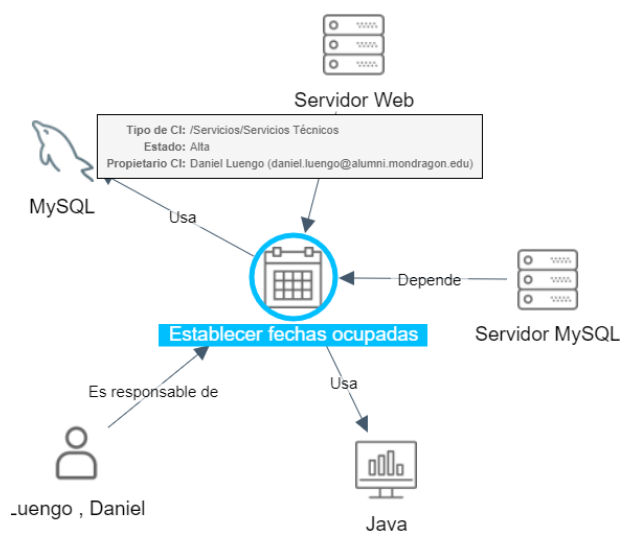 Servidor Web
Tipo de CI: /Servicios/Servicios Técnicos
Estado: Alta
Propietario CI: Daniel Luengo (daniel.luengo@alumni.mondragon.edu)
MySQL
Usa
Depende
Establecer fechas ocupadas
Servidor MySQL
Es responsable de
Usa
Luengo , Daniel
Java